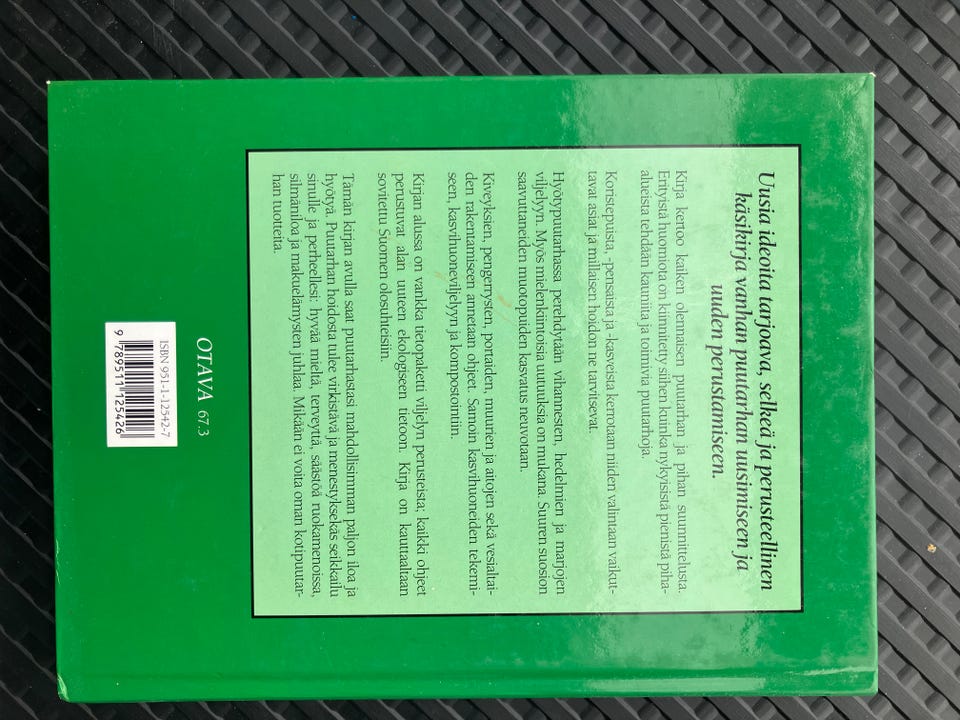 Uusia ideoita tarjoava, selkeä ja perusteellinen
käsikirja vanhan puutarhan uusimiseen ja
uuden perustamiseen.
Kirja kertoo kaiken olennaisen puutarhan ja pihan suunnittelusta.
Erityistä huomiota on kiinnitetty siihen kuinka nykyisistä pienistä piha-
alueista tehdään kauniita ja toimivia puutarhoja.
Koristepuista, -pensaista ja -kasveista kerrotaan niiden valintaan vaikut-
tavat asiat ja millaisen hoidon ne tarvitsevat.
Hyötypuutarhassa perehdytään vihannesten, hedelmien ja marjojen
viljelyyn. Myös mielenkiintoisia uutuuksia on mukana. Suuren suosion
saavuttaneiden muotopuiden kasvatus neuvotaan.
Kiveyksien, pengerrysten, portaiden, muurien ja aitojen sekä vesialtai-
den rakentamiseen annetaan ohjeet. Samoin kasvihuoneiden tekemi-
seen, kasvihuoneviljelyyn ja kompostointiin.
Kirjan alussa on vankka tietopaketti viljelyn perusteista; kaikki ohjeet
perustuvat alan uuteen ekologiseen tietoon. Kirja on kauttaaltaan
sovitettu Suomen olosuhteisiin.
Tämän kirjan avulla saat puutarhastasi mahdollisimman paljon iloa ja
hyötyä. Puutarhan hoidosta tulee virkistävä ja menestyksekäs seikkailu
sinulle ja perheellesi: hyvää mieltä, terveyttä, säästöä ruokamenoissa,
silmäniloa ja makuelämysten juhlaa. Mikään ei voita oman kotipuutar-
han tuotteita.
OTAVA 67.3
ISBN 951-1-12542-7
9 789511 125426